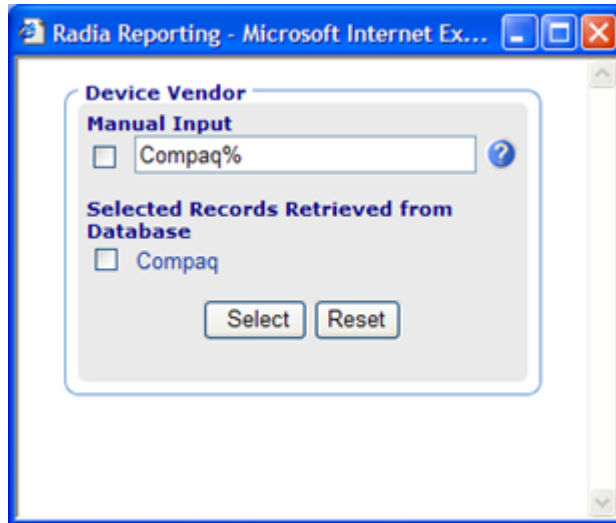 Radia Reporting - Microsoft Internet Ex...
Device Vendor
Manual Input
Compaq%
?
Selected Records Retrieved from
Database
Compaq
Select Reset